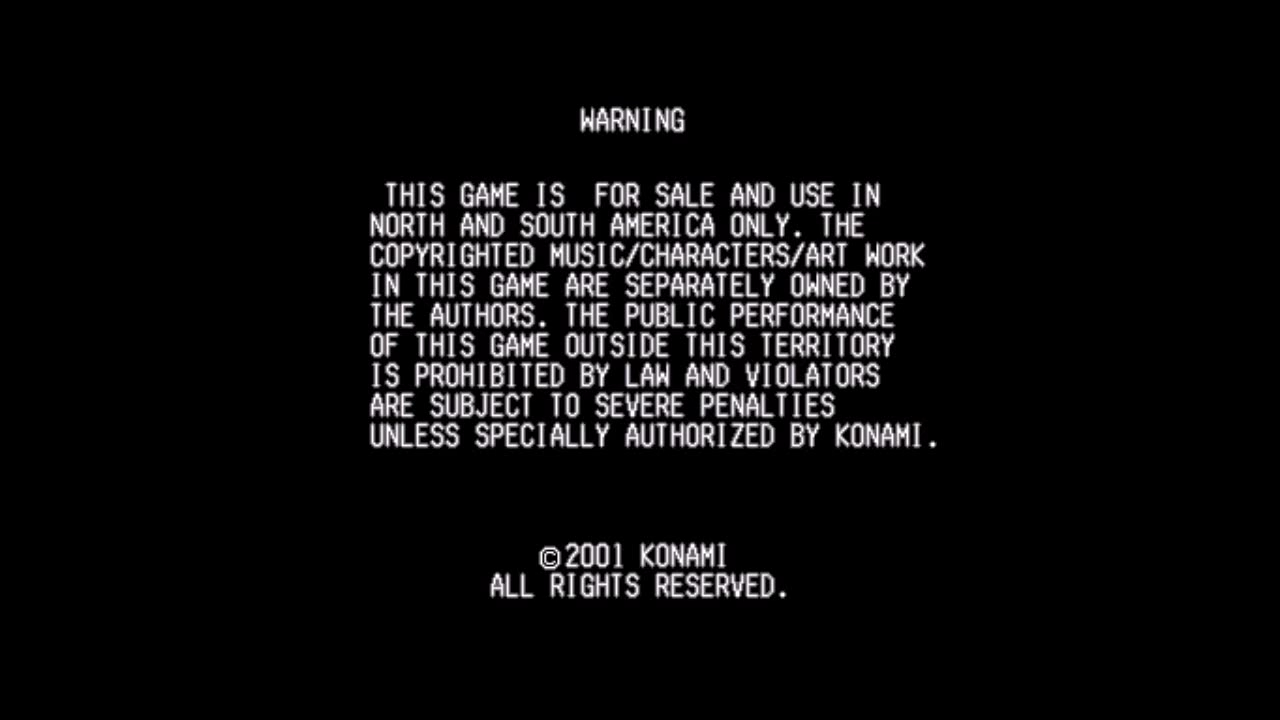 WARNING
THIS GAME IS  FOR SALE AND USE IN
NORTH AND SOUTH AMERICA ONLY. THE
COPYRIGHTED MUSIC/CHARACTERS/ART WORK
IN THIS GAME ARE SEPARATELY OWNED BY
THE AUTHORS. THE PUBLIC PERFORMANCE
OF THIS GAME OUTSIDE THIS TERRITORY
IS PROHIBITED BY LAW AND VIOLATORS
ARE SUBJECT TO SEVERE PENALTIES
UNLESS SPECIALLY AUTHORIZED BY KONAMI.
©2001 KONAMI
ALL RIGHTS RESERVED.